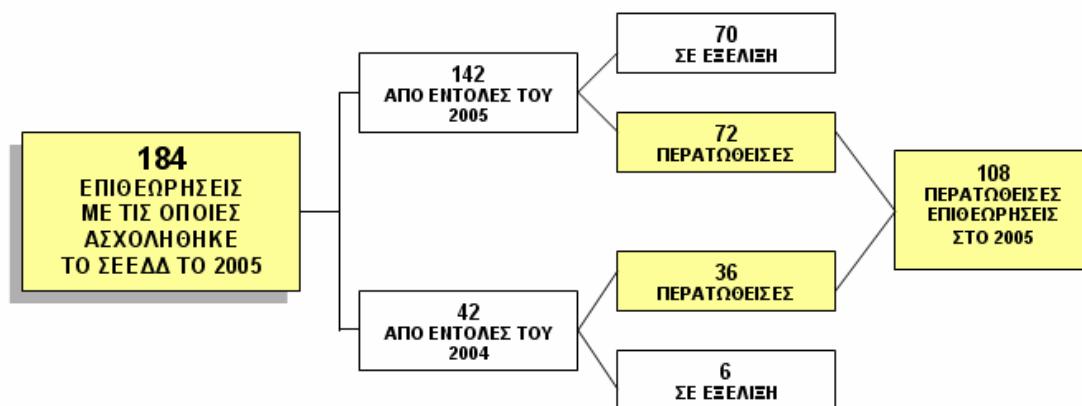 184
ΕΠΙΘΕΩΡΗΣΕΙΣ
ΜΕ ΤΙΣ ΟΠΟΙΕΣ
ΑΣΧΟΛΗΘΗΚΕ
ΤΟ ΣΕΕΔΔ ΤΟ 2005
142
ΑΠΟ ΕΝΤΟΛΕΣ ΤΟΥ
2005
42
ΑΠΟ ΕΝΤΟΛΕΣ ΤΟΥ
2004
70
ΣΕ ΕΞΕΛΙΞΗ
72
ΠΕΡΑΤΩΘΕΙΣΕΣ
36
ΠΕΡΑΤΩΘΕΙΣΕΣ
6
ΣΕ ΕΞΕΛΙΞΗ
108
ΠΕΡΑΤΩΘΕΙΣΕΣ
ΕΠΙΘΕΩΡΗΣΕΙΣ
ΣΤΟ 2005